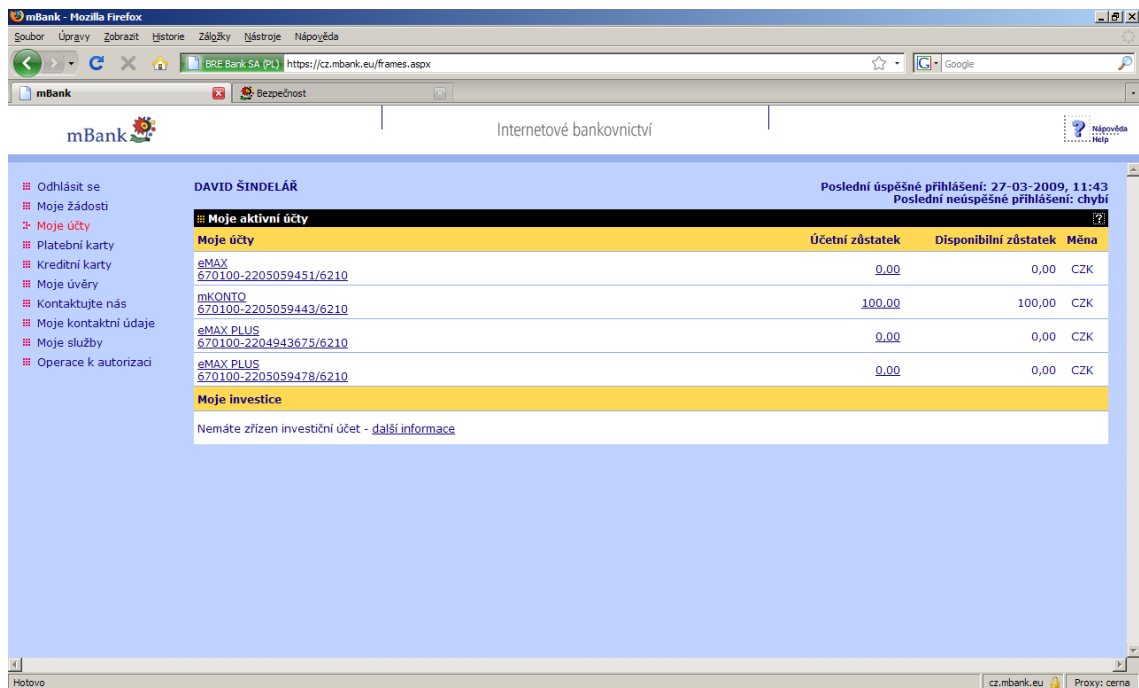 mBank - Mozilla Firefox
Soubor Úpravy Zobrazit Historie Záložky Nástroje Nápověda
BRE Bank SA (PL) https://cz.mbank.eu/frames.aspx G Google
mBank Bezpečnost
mBank Internetové bankovnictví ? Nápověda
Help
Odhlásit se
Moje žádosti
Moje účty
Platební karty
Kreditní karty
Moje úvěry
Kontaktujte nás
Moje kontaktní údaje
Moje služby
Operace k autorizaci
DAVID ŠINDELÁŘ Poslední úspěšné přihlášení: 27-03-2009, 11:43
Poslední neúspěšné přihlášení: chybí
Moje aktivní účty ?
Moje účty Účetní zůstatek Disponibilní zůstatek Měna
eMAX
670100-2205059451/6210 0,00 0,00 CZK
mKONTO
670100-2205059443/6210 100,00 100,00 CZK
eMAX PLUS
670100-2204943675/6210 0,00 0,00 CZK
eMAX PLUS
670100-2205059478/6210 0,00 0,00 CZK
Moje investice
Nemáte zřízen investiční účet - další informace
Hotovo cz.mbank.eu Proxy: cerna